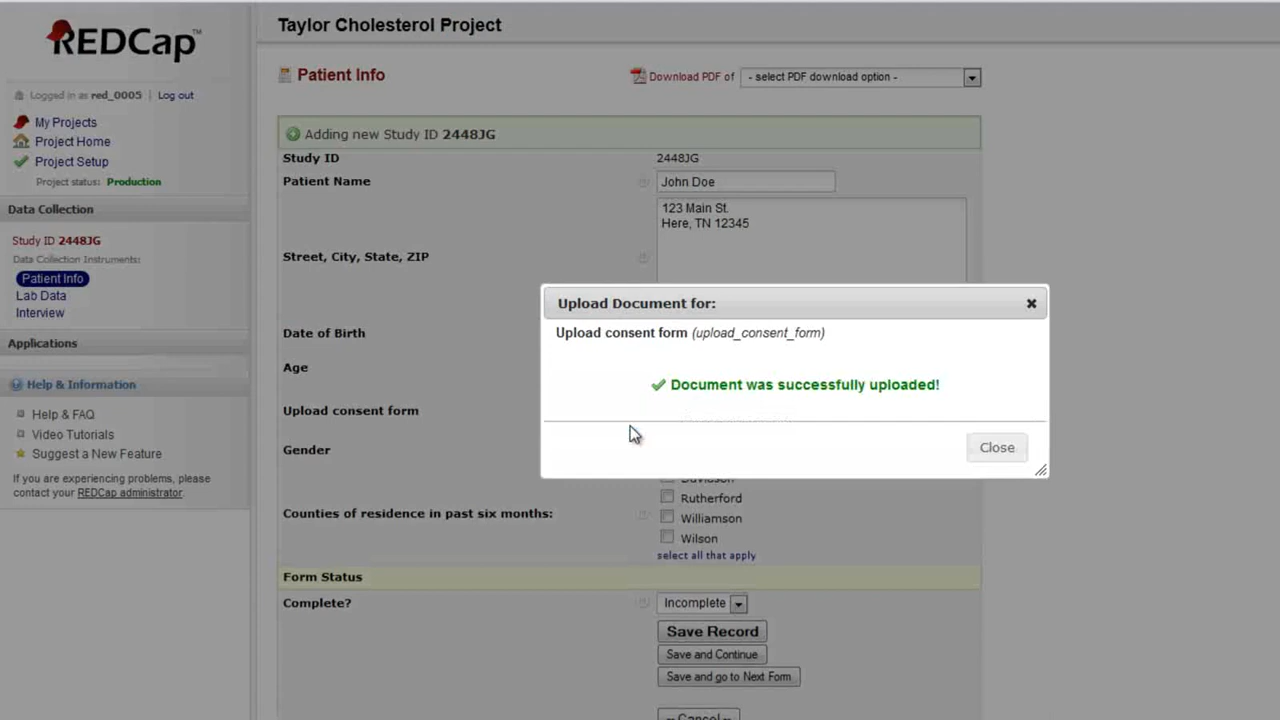 REDCap
Logged in as red_0005 | Log out
My Projects
Project Home
Project Setup
Project status: Production
Data Collection
Study ID 2448JG
Data Collection Instruments:
Patient Info
Lab Data
Interview
Applications
Help & Information
Help & FAQ
Video Tutorials
Suggest a New Feature
If you are experiencing problems, please
contact your REDCap administrator.
Taylor Cholesterol Project
Patient Info
Download PDF of - select PDF download option -
Adding new Study ID 2448JG
Study ID 2448JG
Patient Name John Doe
Street, City, State, ZIP
123 Main St.
Here, TN 12345
Date of Birth
Age
Upload consent form
Gender
Upload Document for:
Upload consent form (upload_consent_form)
Document was successfully uploaded!
Close
Counties of residence in past six months:
Davidson
Rutherford
Williamson
Wilson
select all that apply
Form Status
Complete? Incomplete
Save Record
Save and Continue
Save and go to Next Form
-- Cancel --